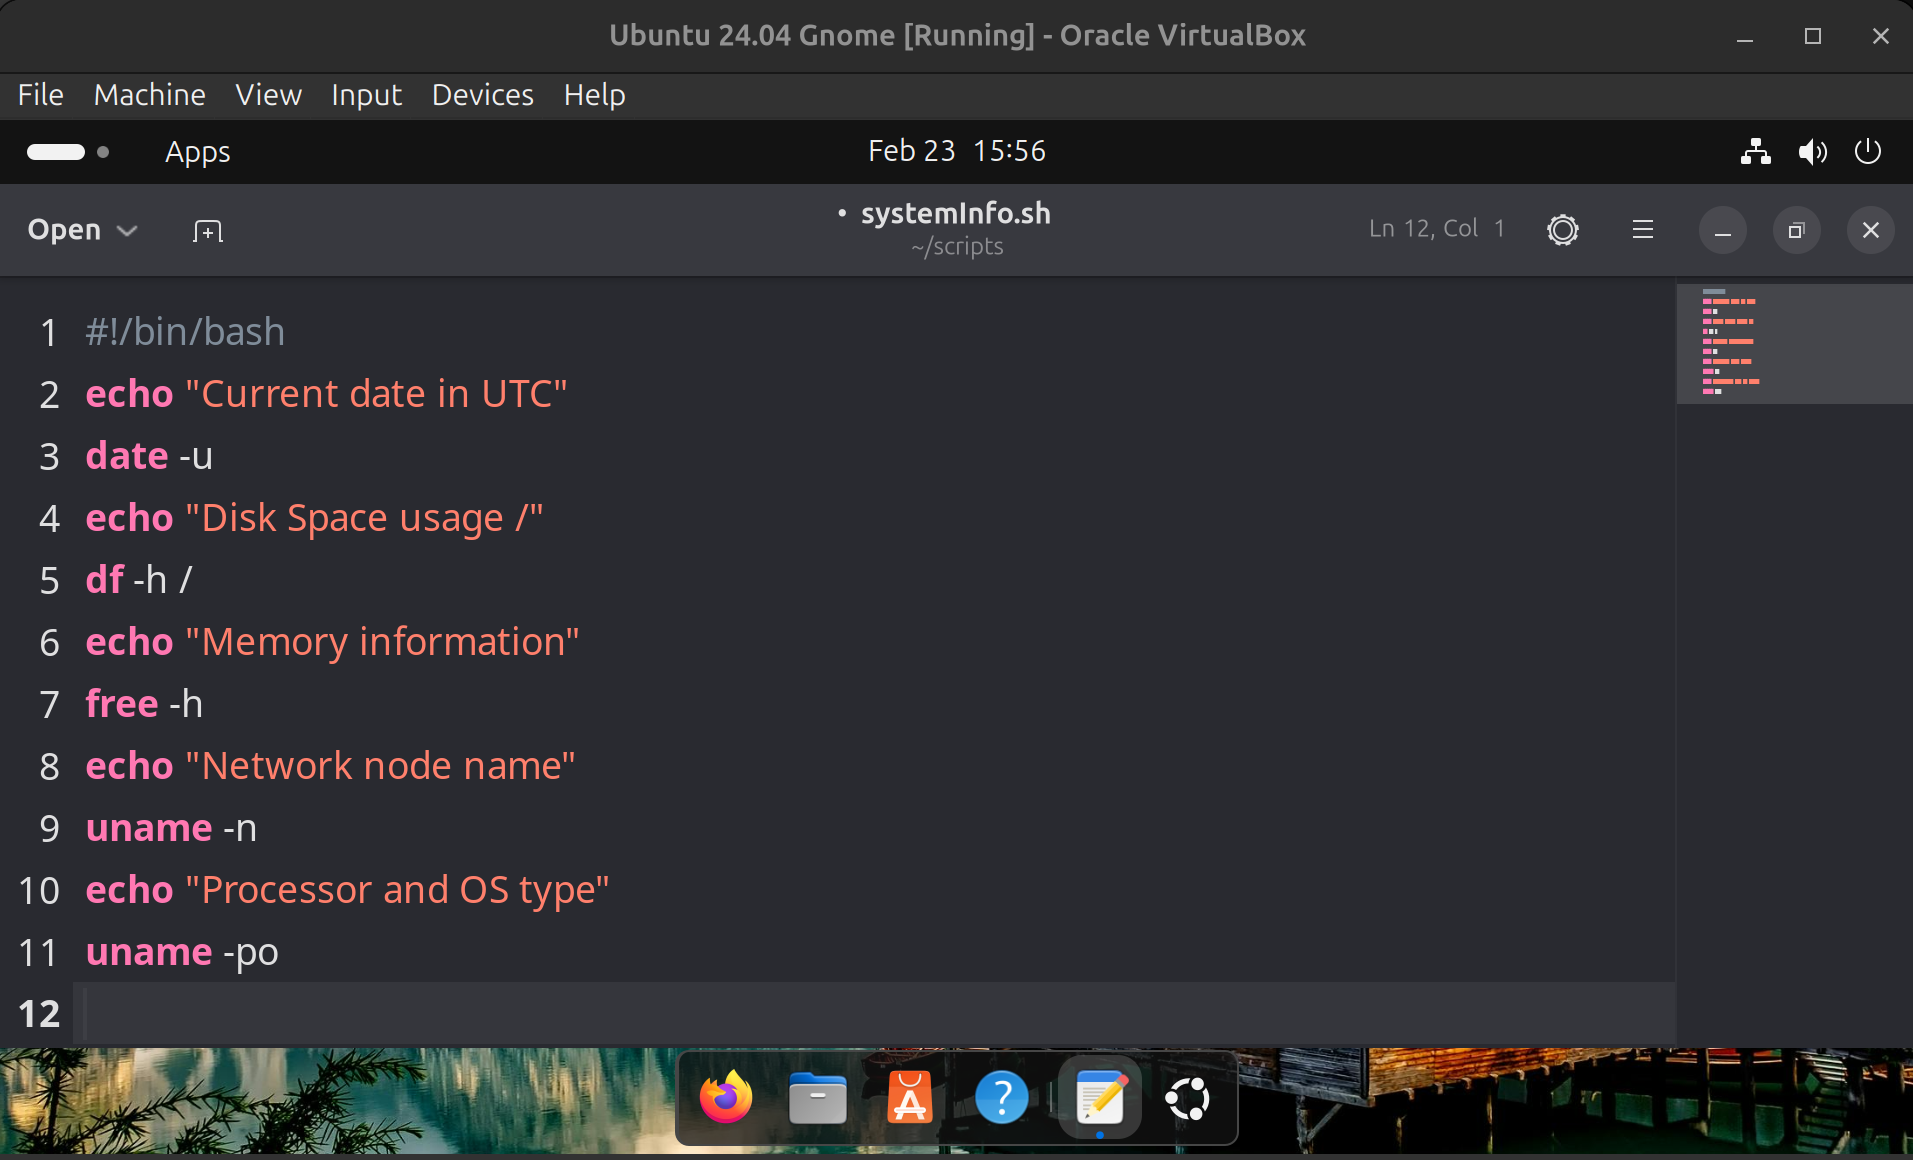 Ubuntu 24.04 Gnome [Running] - Oracle VirtualBox
File Machine View Input Devices Help
Apps Feb 23 15:56
Open • systemInfo.sh Ln 12, Col 1
~/scripts
1 #!/bin/bash
2 echo "Current date in UTC"
3 date -u
4 echo "Disk Space usage /"
5 df -h /
6 echo "Memory information"
7 free -h
8 echo "Network node name"
9 uname -n
10 echo "Processor and OS type"
11 uname -po
12